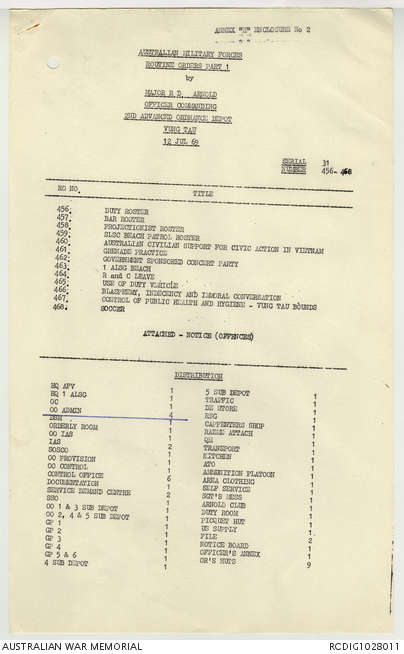 ANNEX "H" ENCLOSURE No 2
AUSTRALIAN MILITARY FORCES
ROUTINE ORDERS PART 1
by
MAJOR R D. ARNOLD
OFFICER COMMANDING
2SD ADVANCED ORDNANCE DEPOT
VUNG TAU
12 JUL 69
SERIAL 31
NUMBER 456-468
RO NO. TITLE
456. DUTY ROSTER
457. BAR ROSTER
458. PROJECTIONIST ROSTER
459. SLSC BEACH PATROL ROSTER
460. AUSTRALIAN CIVILIAN SUPPORT FOR CIVIC ACTION IN VIETNAM
461. GRENADE PRACTICE
462. GOVERNMENT SPONSORED CONCERT PARTY
463. 1 ALSG BEACH
464. R and C LEAVE
465. USE OF DUTY VEHICLE
466. BLASPHEMY, INDECENCY AND IMMORAL CONVERSATION
467. CONTROL OF PUBLIC HEALTH AND HYGIENE - VUNG TAU BOUNDS
468. SOCCER
ATTACHED - NOTICE (OFFENCES)
DISTRIBUTION
HQ AFV 1
HQ 1 ALSG 1
OC 1
OO ADMIN 4
DSM 1
ORDERLY ROOM 1
OO IAS 1
IAS 1
SOSCO 2
OO PROVISION 1
OO CONTROL 1
CONTROL OFFICE 1
DOCUMENTATION 6
SERVICE DEMAND CENTRE 1
SRO 2
OO 1 & 3 SUB DEPOT 1
OO 2, 4 & 5 SUB DEPOT 1
GP 1 1
GP 2 1
GP 3 1
GP 4 1
GP 5 & 6 1
4 SUB DEPOT 1
5 SUB DEPOT 1
TRAFFIC 1
DE STORE 1
RSG 1
CARPENTERS SHOP 1
RAEME ATTACH 1
QM 1
TRANSPORT 1
KITCHEN 1
ATO 1
AMMUNITION PLATOON 1
AREA CLOTHING 1
SELF SERVICE 1
SGT'S MESS 1
ARNOLD CLUB 1
DUTY ROOM 1
PICQUET HUT 1
US SUPPLY 1
FILE 1
NOTICE BOARD 2
OFFICER'S ANNEX 1
OR'S HUTS 9
AUSTRALIAN WAR MEMORIAL
RCDIG1028011